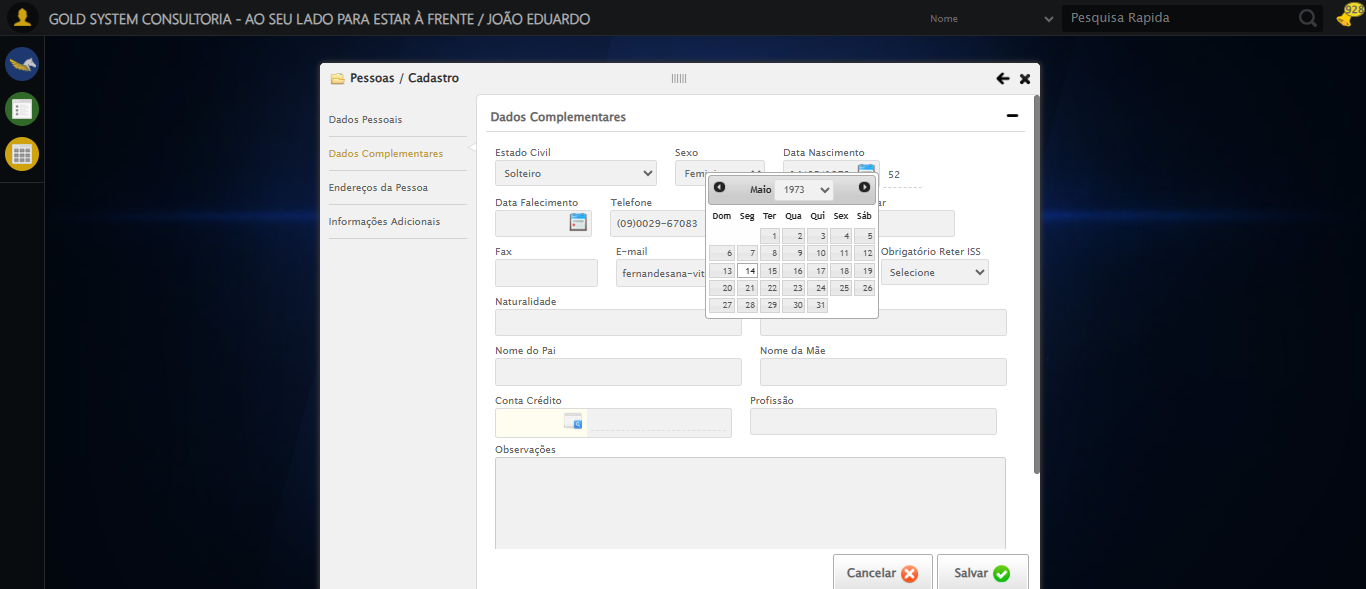 GOLD SYSTEM CONSULTORIA - AO SEU LADO PARA ESTAR À FRENTE / JOÃO EDUARDO
Nome
Pesquisa Rapida
928
Pessoas / Cadastro
Dados Pessoais
Dados Complementares
Endereços da Pessoa
Informações Adicionais
Dados Complementares
Estado Civil
Sexo
Data Nascimento
Solteiro
52
Data Falecimento
Telefone
(09)0029-67083
Fax
E-mail
Obrigatório Reter ISS
fernandesana-vit
Selecione
Maio 1973
Dom Seg Ter Qua Qui Sex Sáb
1 2 3 4 5
6 7 8 9 10 11 12
13 14 15 16 17 18 19
20 21 22 23 24 25 26
27 28 29 30 31
Naturalidade
Nome do Pai
Nome da Mãe
Conta Crédito
Profissão
Observações
Cancelar
Salvar